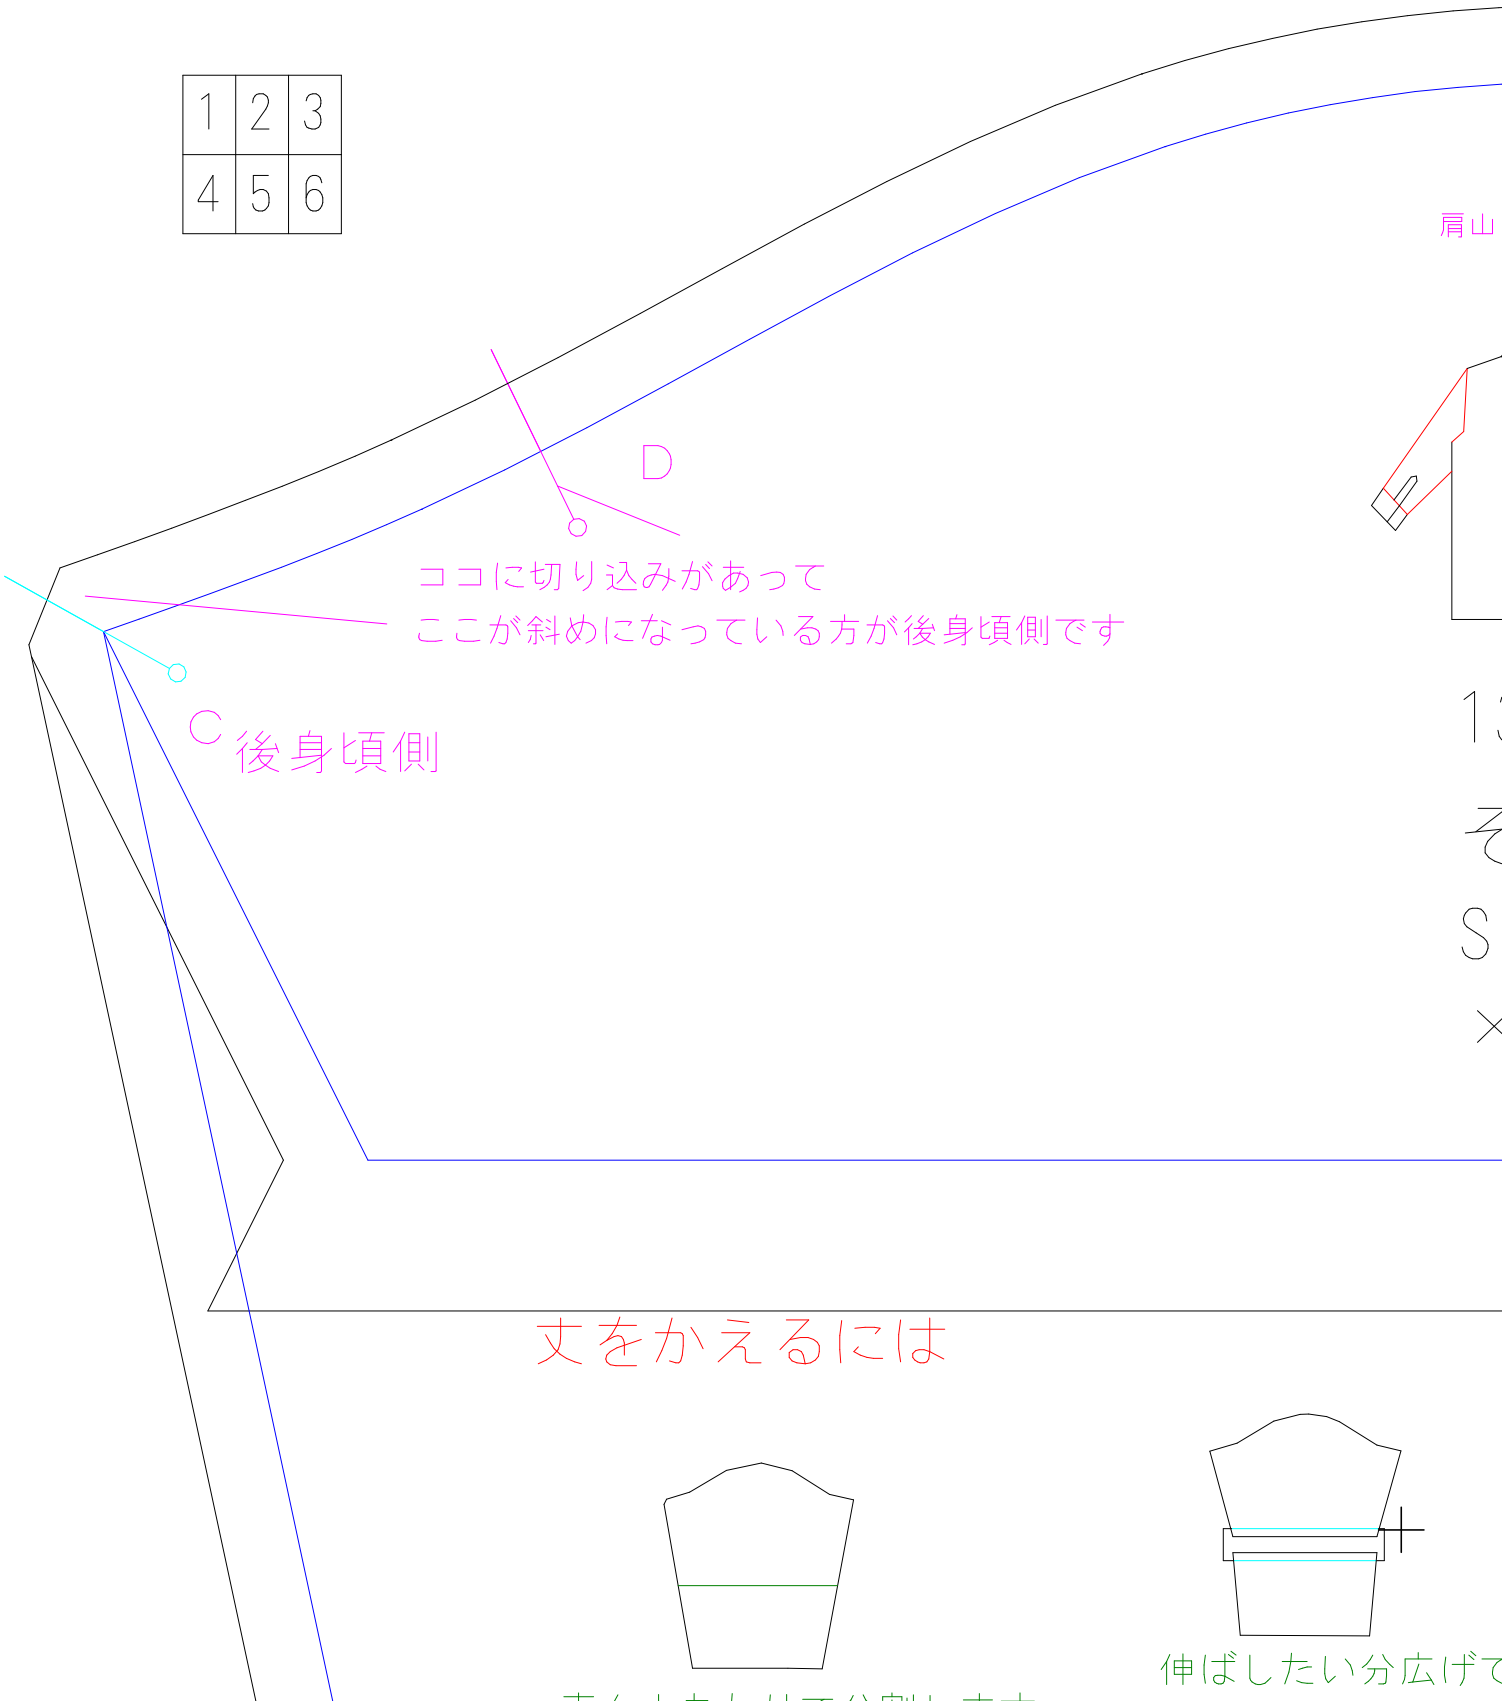 1 2 3
4 5 6
肩山
D
ココに切り込みがあって
ここが斜めになっている方が後身頃側です
C
後身頃側
1
そ
S
×
丈をかえるには
伸ばしたい分広げて